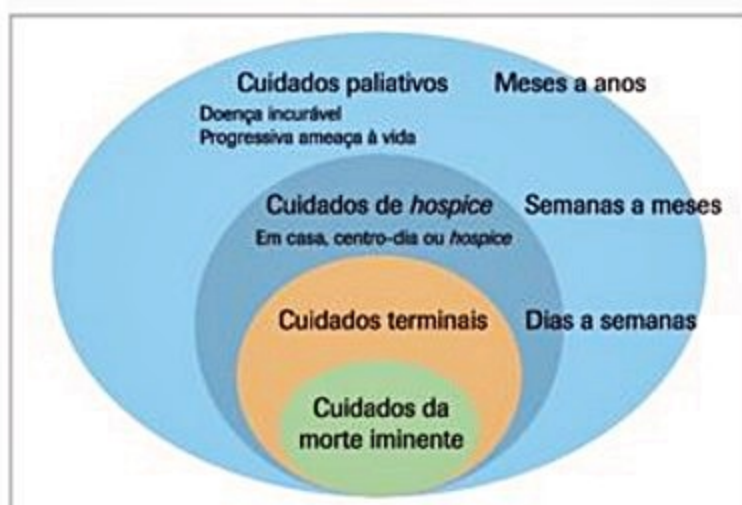 Cuidados paliativos Meses a anos
Doença incurável
Progressiva ameaça à vida
Cuidados de hospice Semanas a meses
Em casa, centro-dia ou hospice
Cuidados terminais Dias a semanas
Cuidados da
morte iminente